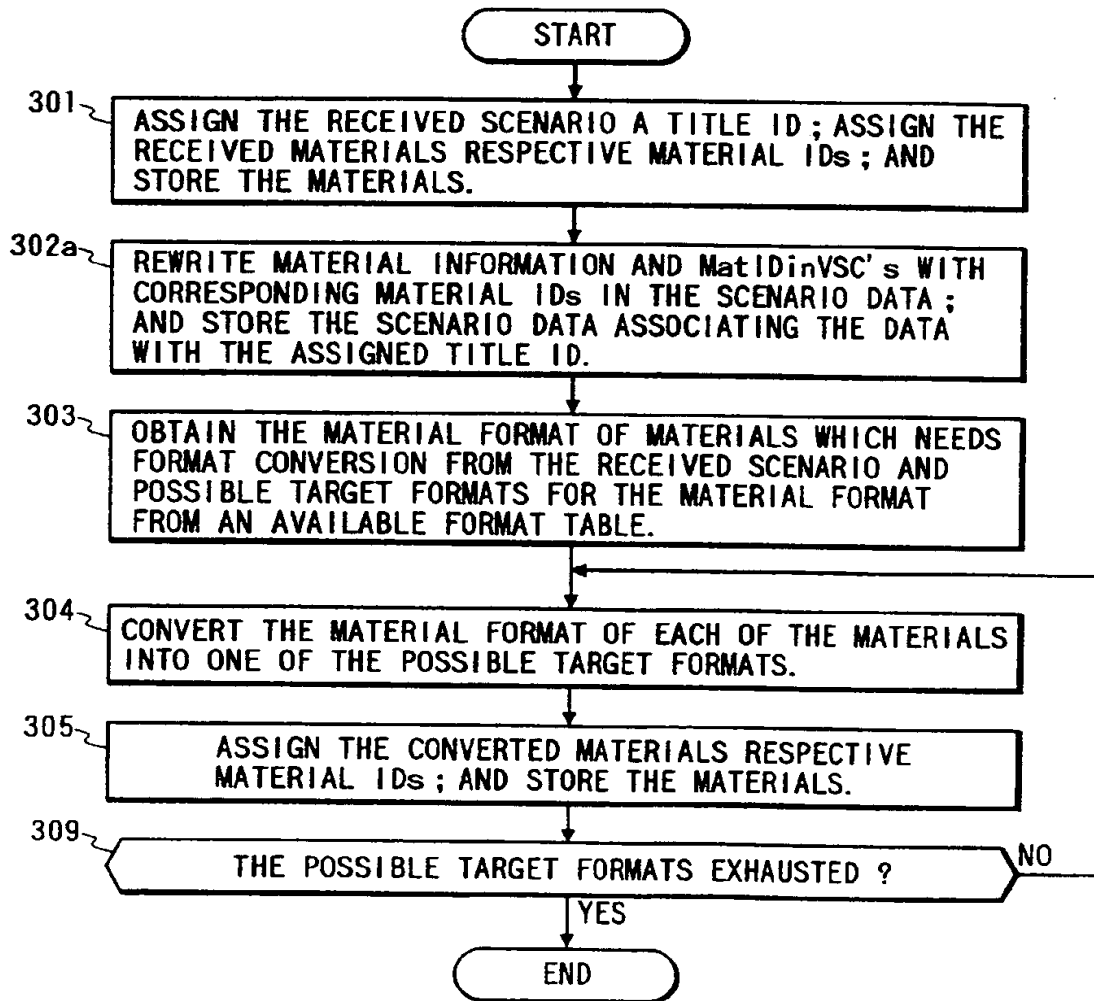 START
301
ASSIGN THE RECEIVED SCENARIO A TITLE ID; ASSIGN THE
RECEIVED MATERIALS RESPECTIVE MATERIAL IDs; AND
STORE THE MATERIALS.
302a
REWRITE MATERIAL INFORMATION AND MatIDinVSC's WITH
CORRESPONDING MATERIAL IDs IN THE SCENARIO DATA;
AND STORE THE SCENARIO DATA ASSOCIATING THE DATA
WITH THE ASSIGNED TITLE ID.
303
OBTAIN THE MATERIAL FORMAT OF MATERIALS WHICH NEEDS
FORMAT CONVERSION FROM THE RECEIVED SCENARIO AND
POSSIBLE TARGET FORMATS FOR THE MATERIAL FORMAT
FROM AN AVAILABLE FORMAT TABLE.
304
CONVERT THE MATERIAL FORMAT OF EACH OF THE MATERIALS
INTO ONE OF THE POSSIBLE TARGET FORMATS.
305
ASSIGN THE CONVERTED MATERIALS RESPECTIVE
MATERIAL IDs; AND STORE THE MATERIALS.
309
THE POSSIBLE TARGET FORMATS EXHAUSTED ?
NO
YES
END